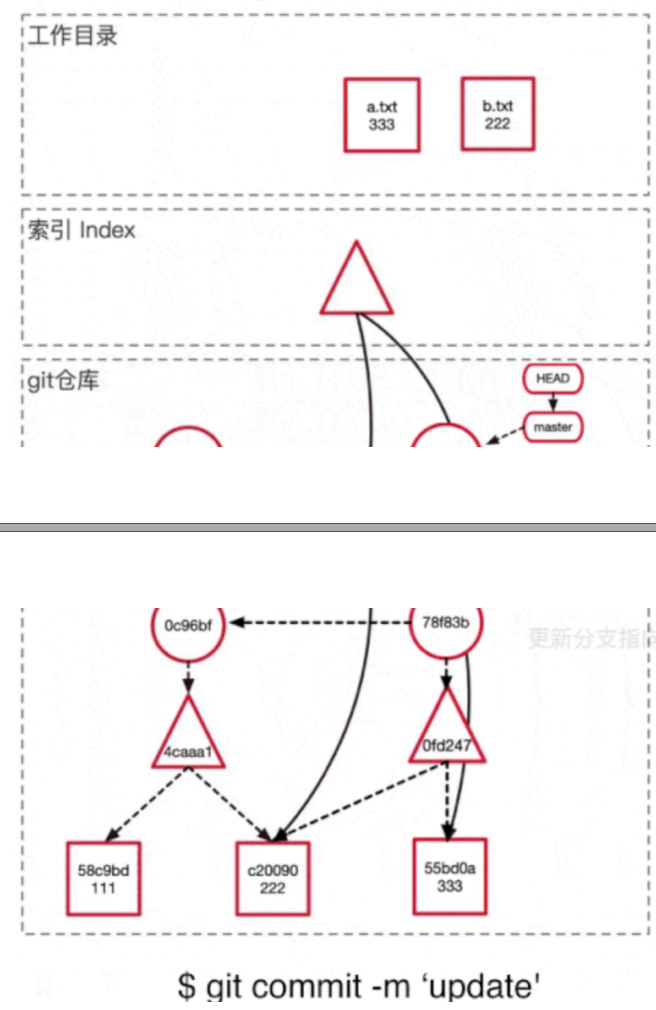 工作目录
a.txt
333
b.txt
222
索引 Index
git仓库
HEAD
master
0c96bf
78f83b
更新分支指向
4caaa1
0fd247
58c9bd
111
c20090
222
55bd0a
333
$ git commit -m ‘update'